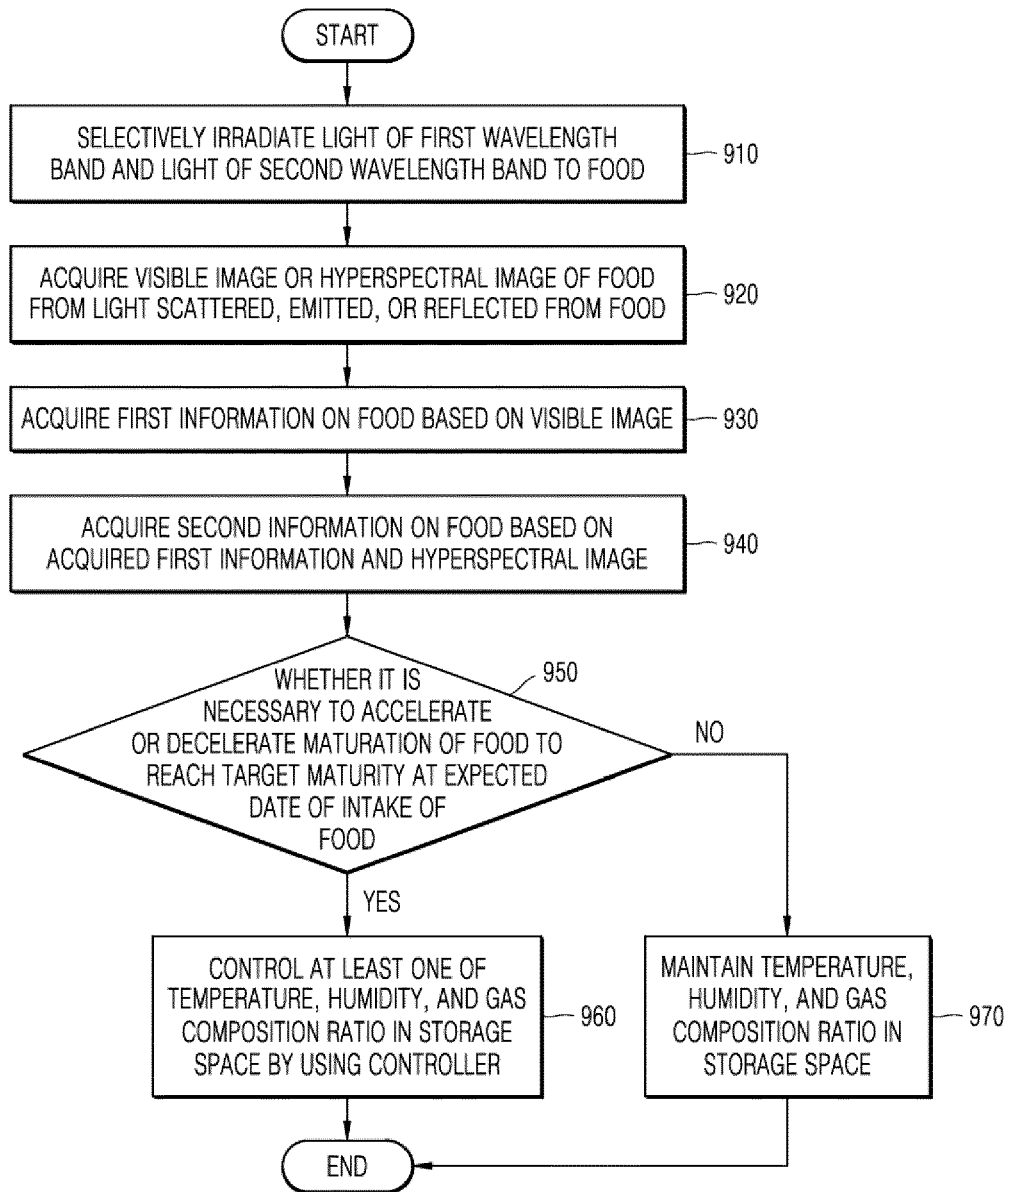 START
SELECTIVELY IRRADIATE LIGHT OF FIRST WAVELENGTH
BAND AND LIGHT OF SECOND WAVELENGTH BAND TO FOOD
910
ACQUIRE VISIBLE IMAGE OR HYPERSPECTRAL IMAGE OF FOOD
FROM LIGHT SCATTERED, EMITTED, OR REFLECTED FROM FOOD
920
ACQUIRE FIRST INFORMATION ON FOOD BASED ON VISIBLE IMAGE
930
ACQUIRE SECOND INFORMATION ON FOOD BASED ON
ACQUIRED FIRST INFORMATION AND HYPERSPECTRAL IMAGE
940
WHETHER IT IS
NECESSARY TO ACCELERATE
OR DECELERATE MATURATION OF FOOD TO
REACH TARGET MATURITY AT EXPECTED
DATE OF INTAKE OF
FOOD
950
NO
YES
CONTROL AT LEAST ONE OF
TEMPERATURE, HUMIDITY, AND GAS
COMPOSITION RATIO IN STORAGE
SPACE BY USING CONTROLLER
960
MAINTAIN TEMPERATURE,
HUMIDITY, AND GAS
COMPOSITION RATIO IN
STORAGE SPACE
970
END